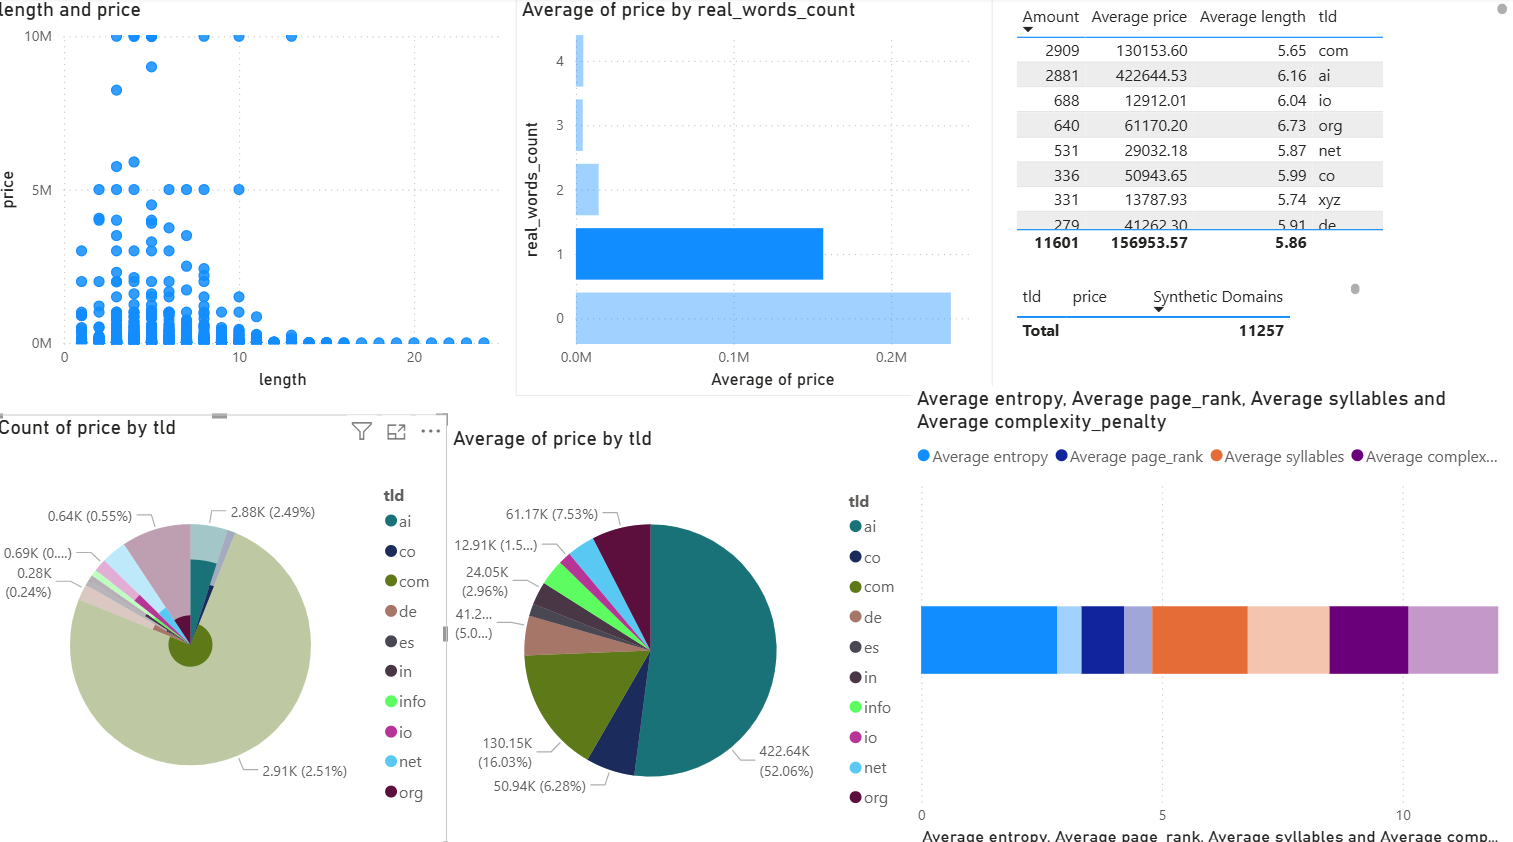 length and price
10M
5M
0M
price
0
10
20
length
Average of price by real_words_count
real_words_count
4
3
2
1
0
0.0M
0.1M
0.2M
Average of price
Amount Average price Average length tld
2909 130153.60 5.65 com
2881 422644.53 6.16 ai
688 12912.01 6.04 io
640 61170.20 6.73 org
531 29032.18 5.87 net
336 50943.65 5.99 co
331 13787.93 5.74 xyz
279 41262.30 5.91 de
11601 156953.57 5.86
tld price Synthetic Domains
Total 11257
Count of price by tld
0.64K (0.55%)
2.88K (2.49%)
0.69K (0....)
0.28K
(0.24%)
2.91K (2.51%)
tld
ai
co
com
de
es
in
info
io
net
org
Average of price by tld
61.17K (7.53%)
12.91K (1.5...)
24.05K
(2.96%)
41.2...
(5.0...)
130.15K
(16.03%)
50.94K (6.28%)
422.64K
(52.06%)
tld
ai
co
com
de
es
in
info
io
net
org
Average entropy, Average page_rank, Average syllables and
Average complexity_penalty
Average entropy Average page_rank Average syllables Average complex...
0
5
10
Average entropy, Average page_rank, Average syllables and Average comp...